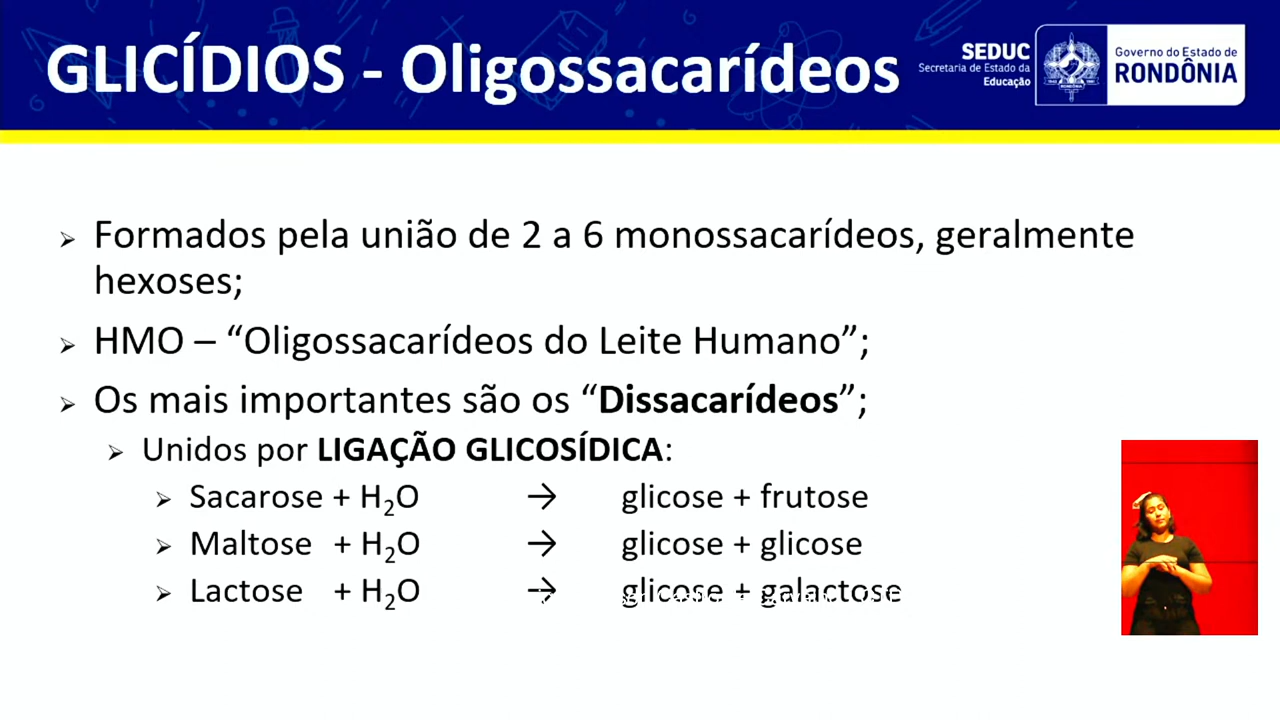 GLICÍDIOS - Oligossacarídeos
SEDUC
Secretaria de Estado da
Educação
Governo do Estado de
RONDÔNIA
➢ Formados pela união de 2 a 6 monossacarídeos, geralmente
hexoses;
➢ HMO – “Oligossacarídeos do Leite Humano”;
➢ Os mais importantes são os “Dissacarídeos”;
➢ Unidos por LIGAÇÃO GLICOSÍDICA:
➢ Sacarose + H₂O → glicose + frutose
➢ Maltose + H₂O → glicose + glicose
➢ Lactose + H₂O → glicose + galactose